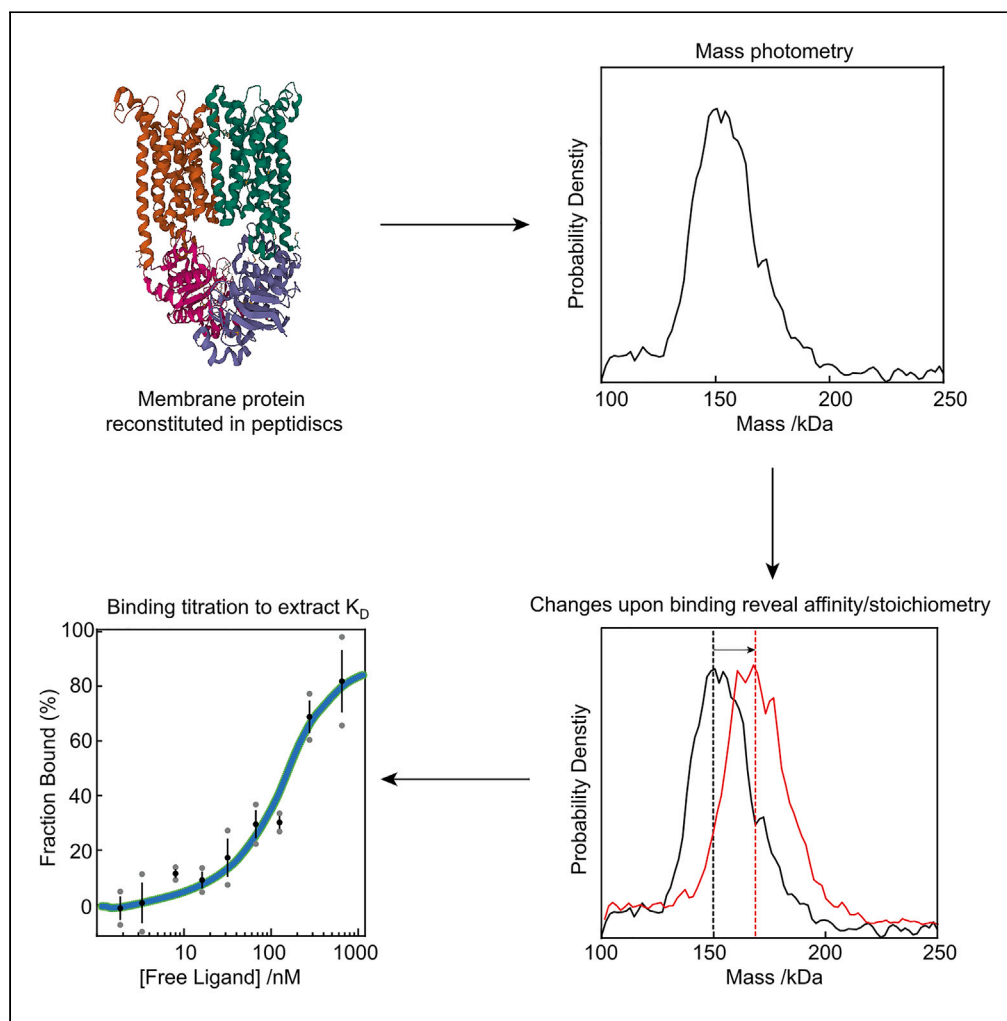 Membrane protein
reconstituted in peptidiscs
Mass photometry
Probability Denstiy
100
150
200
250
Mass /kDa
Changes upon binding reveal affinity/stoichiometry
Probability Denstiy
100
150
200
250
Mass /kDa
Binding titration to extract K_D
Fraction Bound (%)
100
80
60
40
20
0
10
100
1000
[Free Ligand] /nM